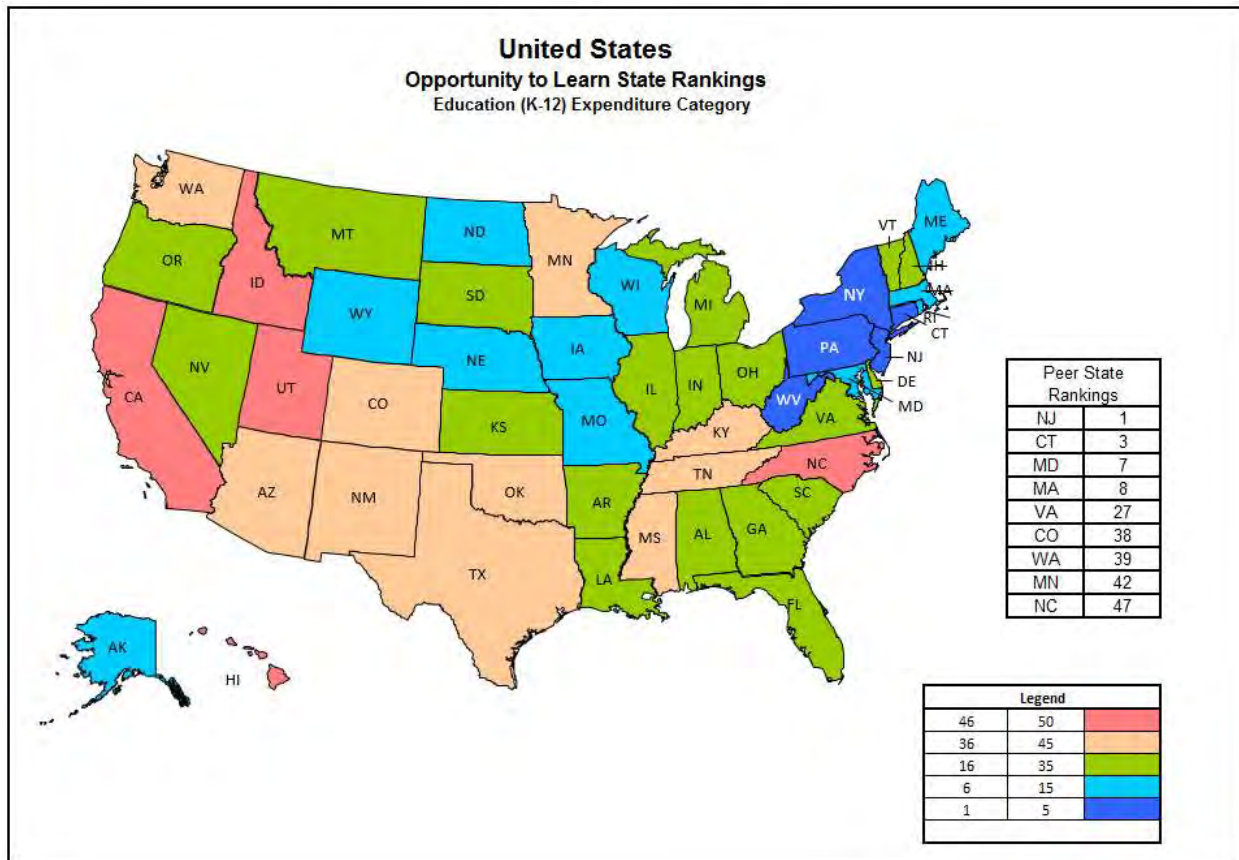 United States
Opportunity to Learn State Rankings
Education (K-12) Expenditure Category
WA
MT
ND
MN
VT
ME
OR
ID
SD
WI
MI
NY
NH
MA
RI
CT
WY
NE
IA
PA
NJ
NV
UT
CO
KS
MO
IL
IN
OH
WV
VA
DE
MD
CA
KY
AZ
NM
OK
AR
TN
NC
SC
TX
LA
MS
AL
GA
FL
AK
HI
Peer State
Rankings
NJ 1
CT 3
MD 7
MA 8
VA 27
CO 38
WA 39
MN 42
NC 47
Legend
46 50
36 45
16 35
6 15
1 5